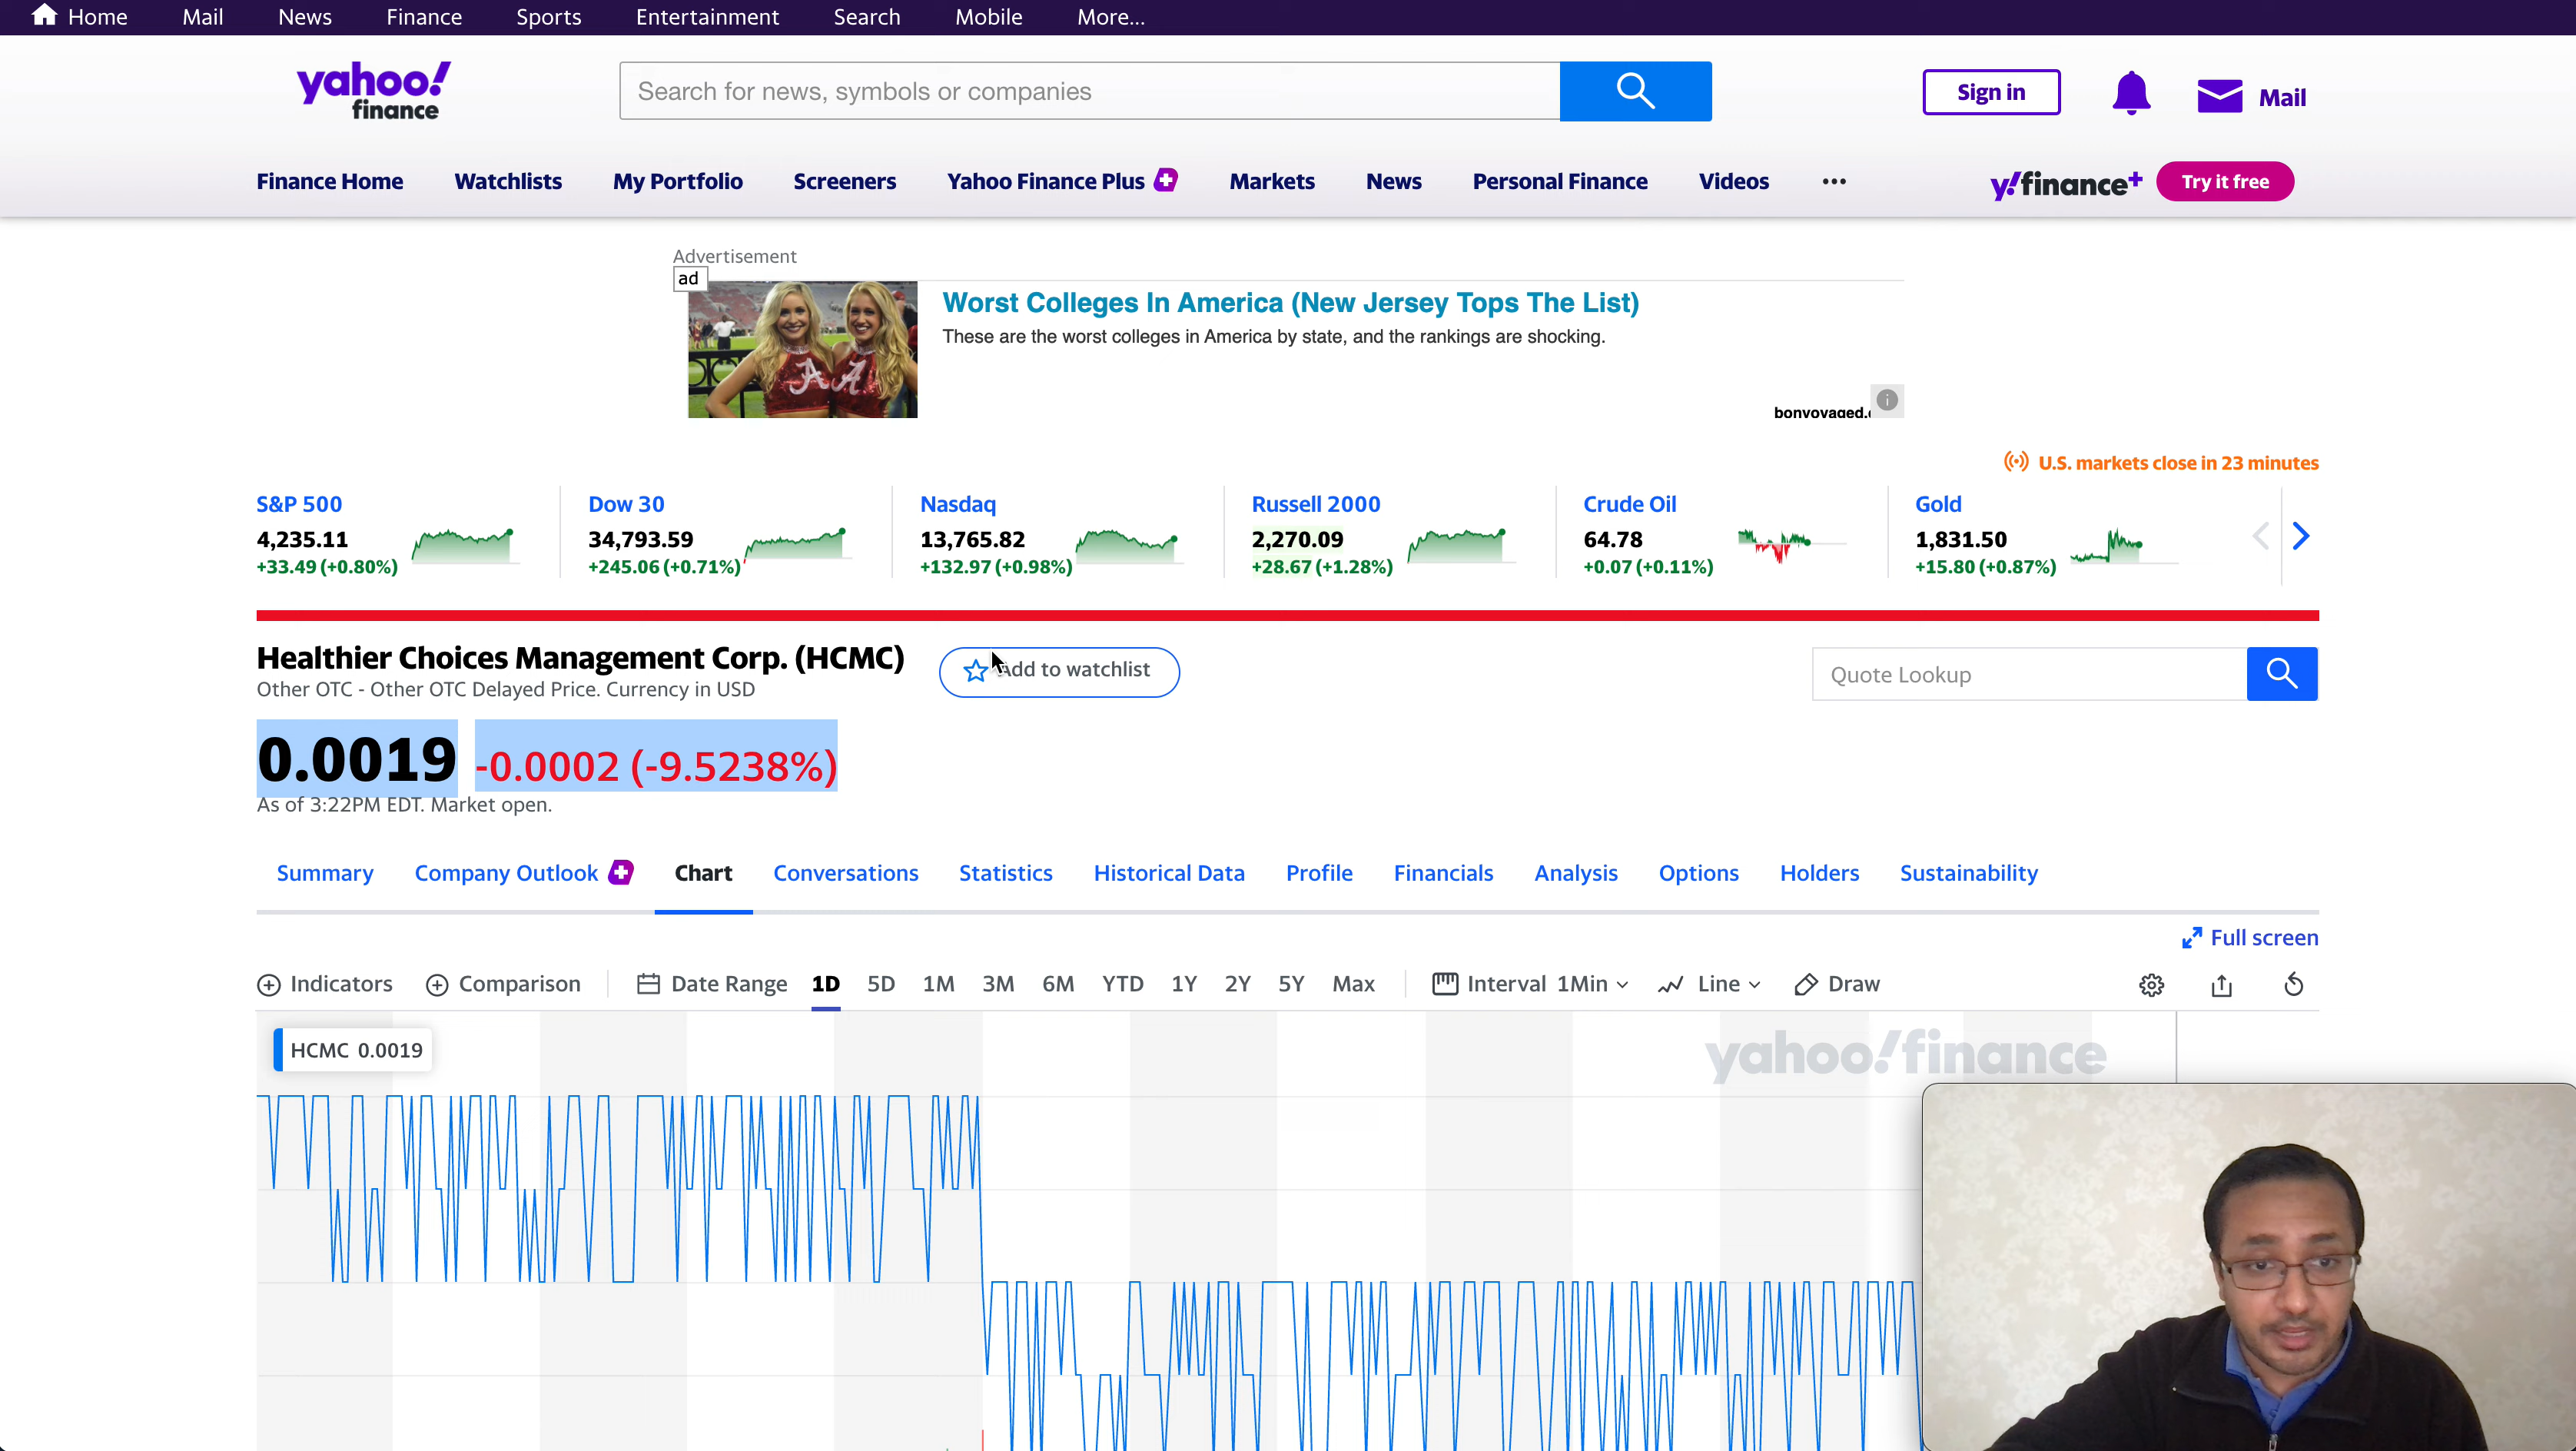 Home Mail News Finance Sports Entertainment Search Mobile More...
yahoo!
finance
Search for news, symbols or companies
Sign in
Mail
Finance Home Watchlists My Portfolio Screeners Yahoo Finance Plus Markets News Personal Finance Videos ••• y!finance+ Try it free
Advertisement
ad
Worst Colleges In America (New Jersey Tops The List)
These are the worst colleges in America by state, and the rankings are shocking.
A A
U.S. markets close in 23 minutes
S&P 500 Dow 30 Nasdaq Russell 2000 Crude Oil Gold
4,235.11 34,793.59 13,765.82 2,270.09 64.78 1,831.50
+33.49 (+0.80%) +245.06 (+0.71%) +132.97 (+0.98%) +28.67 (+1.28%) +0.07 (+0.11%) +15.80 (+0.87%)
Healthier Choices Management Corp. (HCMC)
Add to watchlist
Quote Lookup
Other OTC - Other OTC Delayed Price. Currency in USD
0.0019 -0.0002 (-9.5238%)
As of 3:22PM EDT. Market open.
Summary Company Outlook Chart Conversations Statistics Historical Data Profile Financials Analysis Options Holders Sustainability
Full screen
Indicators Comparison Date Range 1D 5D 1M 3M 6M YTD 1Y 2Y 5Y Max Interval 1Min Line Draw
HCMC 0.0019
yahoo!finance